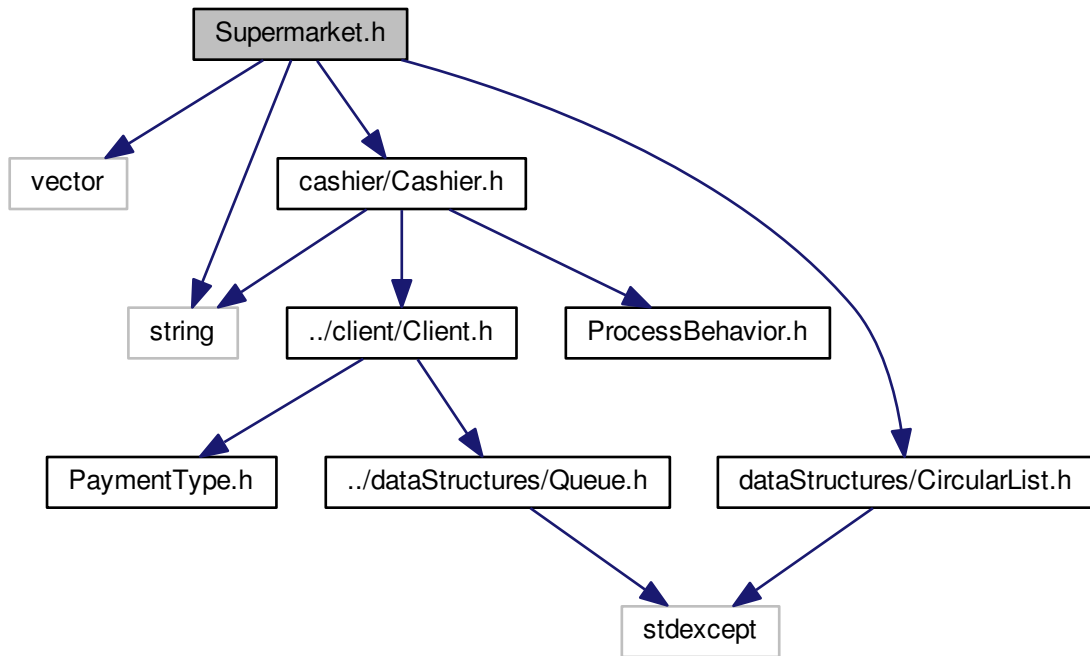 Supermarket.h
vector
cashier/Cashier.h
string
../client/Client.h
ProcessBehavior.h
PaymentType.h
../dataStructures/Queue.h
dataStructures/CircularList.h
stdexcept